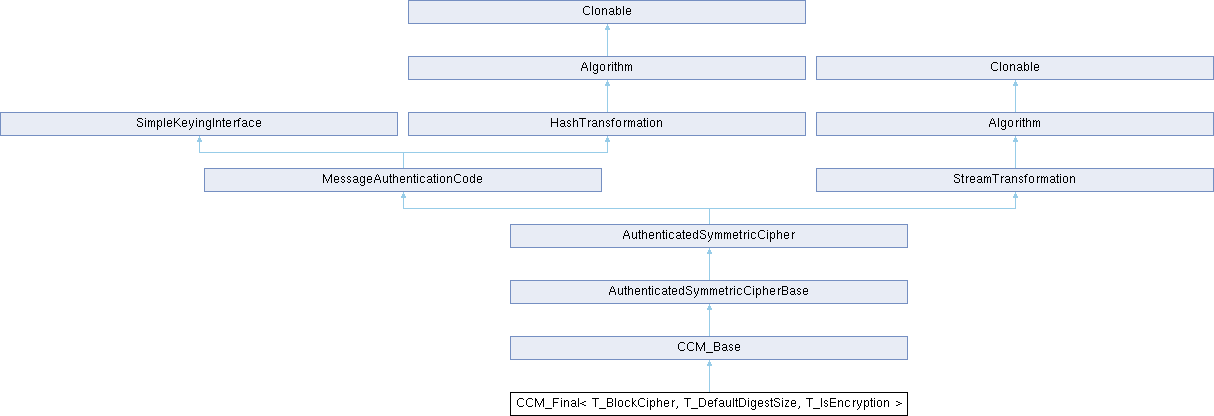 Clonable
Algorithm
Clonable
SimpleKeyingInterface
HashTransformation
Algorithm
MessageAuthenticationCode
StreamTransformation
AuthenticatedSymmetricCipher
AuthenticatedSymmetricCipherBase
CCM_Base
CCM_Final< T_BlockCipher, T_DefaultDigestSize, T_IsEncryption >